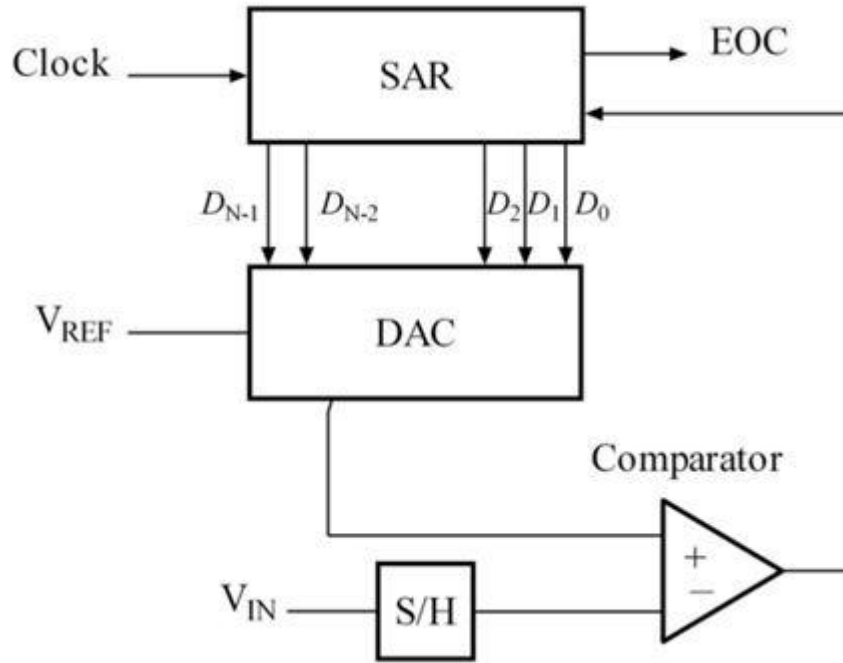 Clock
SAR
EOC
D_N-1 D_N-2 D_2 D_1 D_0
V_REF
DAC
Comparator
+
−
V_IN
S/H